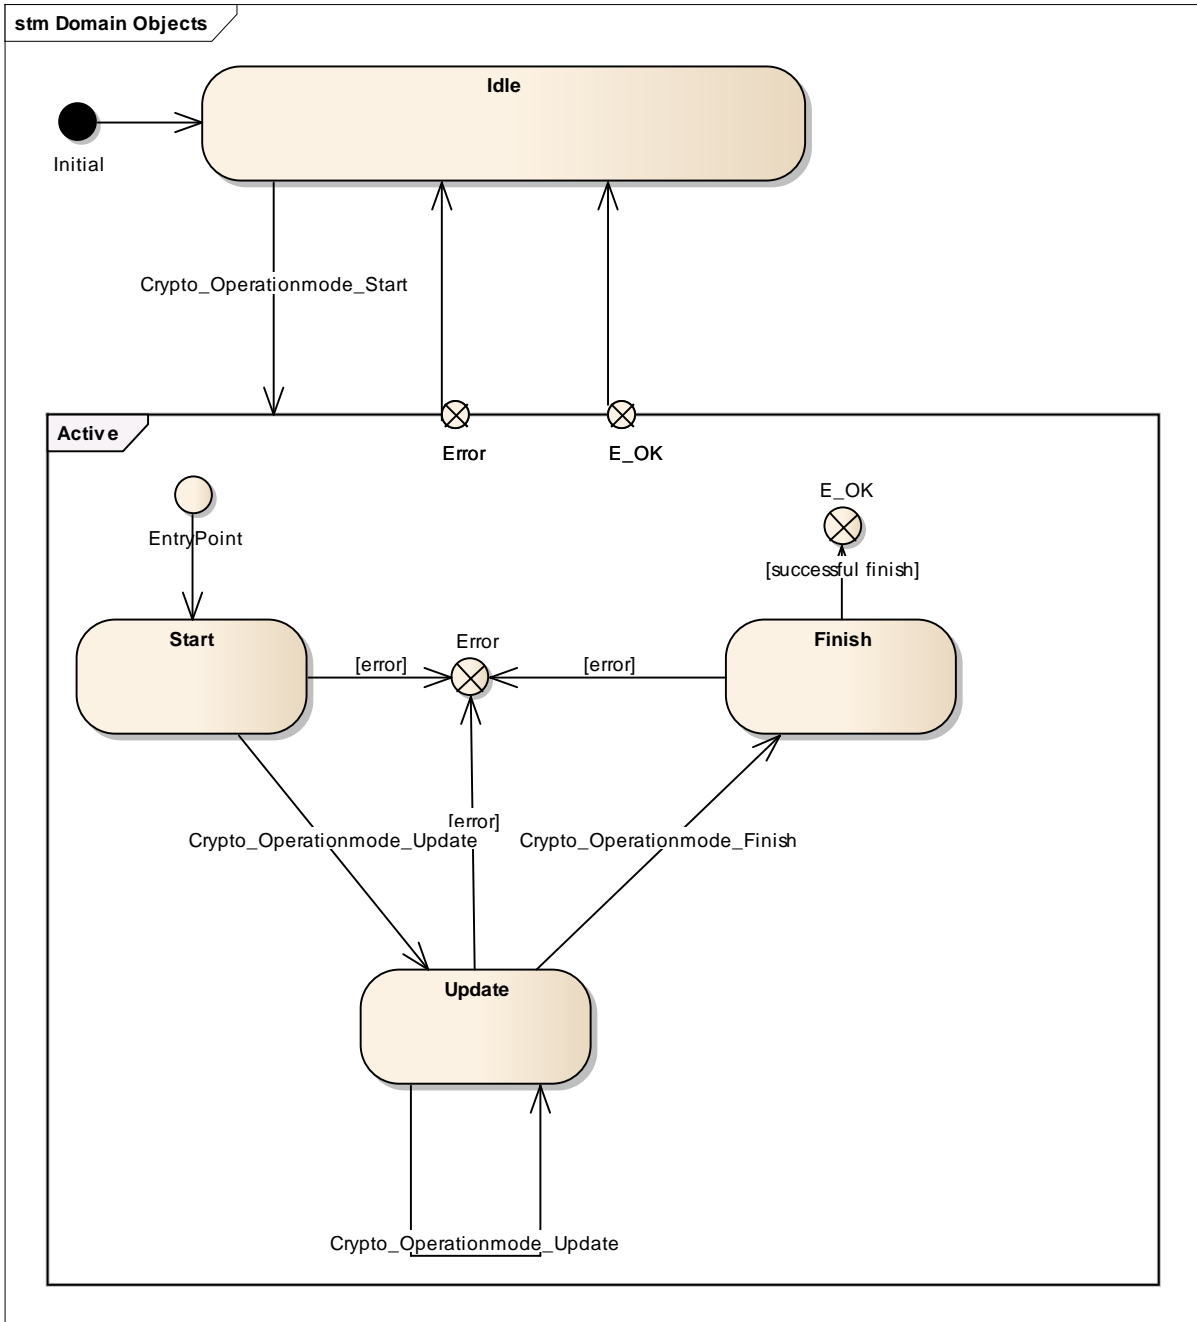 stm Domain Objects
Idle
Initial
Crypto_Operationmode_Start
Active
Error
E_OK
E_OK
EntryPoint
[successful finish]
Start
Error
Finish
[error]
[error]
[error]
Crypto_Operationmode_Update
Crypto_Operationmode_Finish
Update
Crypto_Operationmode_Update